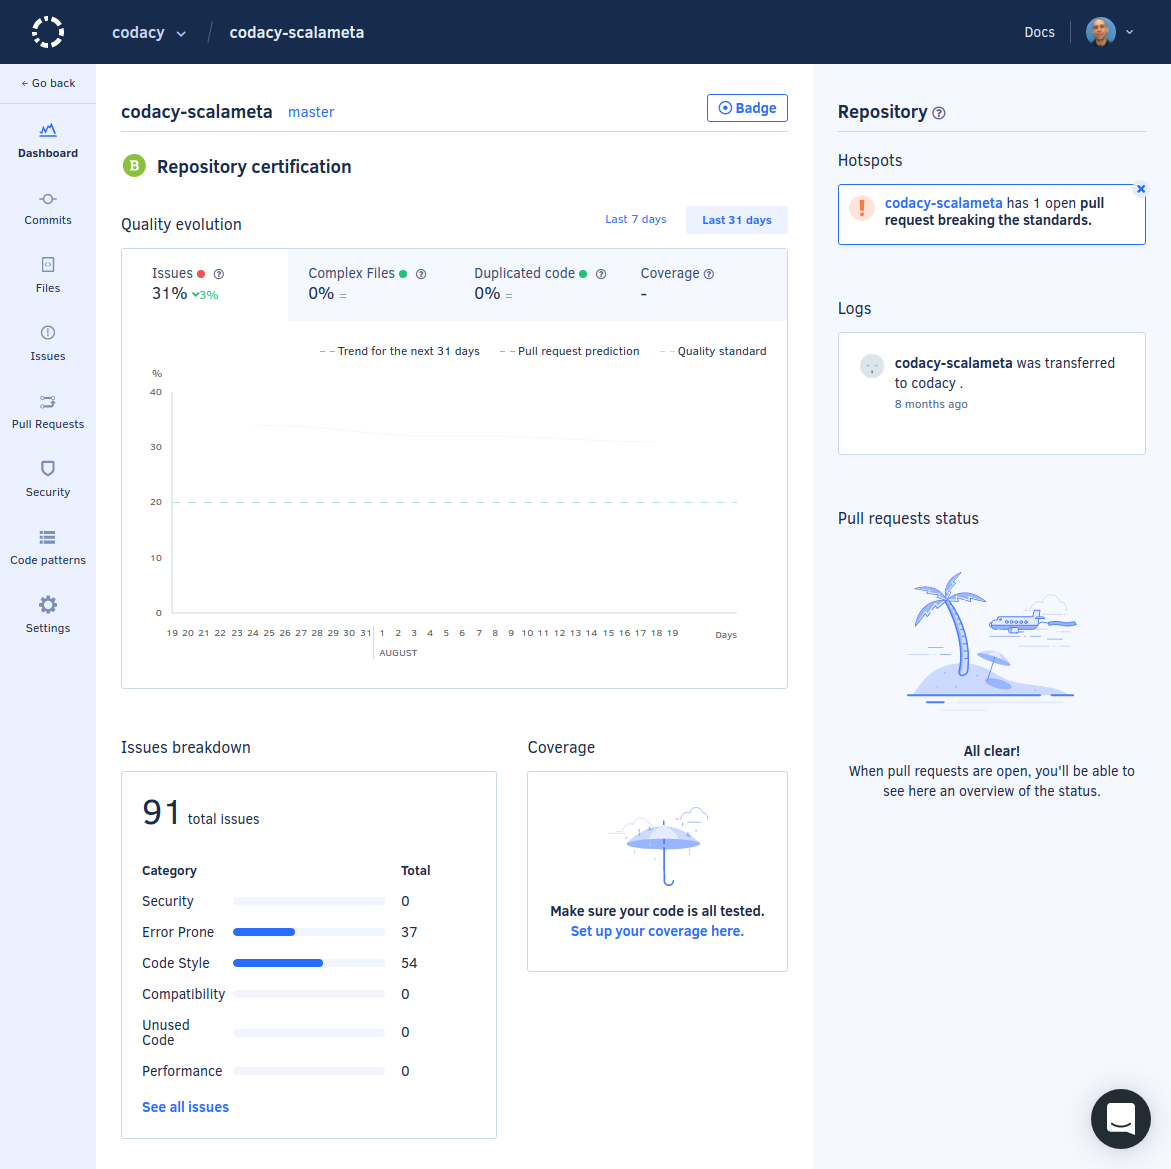 codacy / codacy-scalameta
Docs
← Go back
Dashboard
Commits
Files
Issues
Pull Requests
Security
Code patterns
Settings
codacy-scalameta master
Badge
B Repository certification
Quality evolution
Last 7 days
Last 31 days
Issues
31% 3%
Complex Files
0% =
Duplicated code
0% =
Coverage
-
Trend for the next 31 days
Pull request prediction
Quality standard
%
40
30
20
10
0
19 20 21 22 23 24 25 26 27 28 29 30 31 1 2 3 4 5 6 7 8 9 10 11 12 13 14 15 16 17 18 19
Days
AUGUST
Issues breakdown
91 total issues
Category Total
Security 0
Error Prone 37
Code Style 54
Compatibility 0
Unused
Code 0
Performance 0
See all issues
Coverage
Make sure your code is all tested.
Set up your coverage here.
Repository
Hotspots
codacy-scalameta has 1 open pull
request breaking the standards.
Logs
codacy-scalameta was transferred
to codacy .
8 months ago
Pull requests status
All clear!
When pull requests are open, you'll be able to
see here an overview of the status.